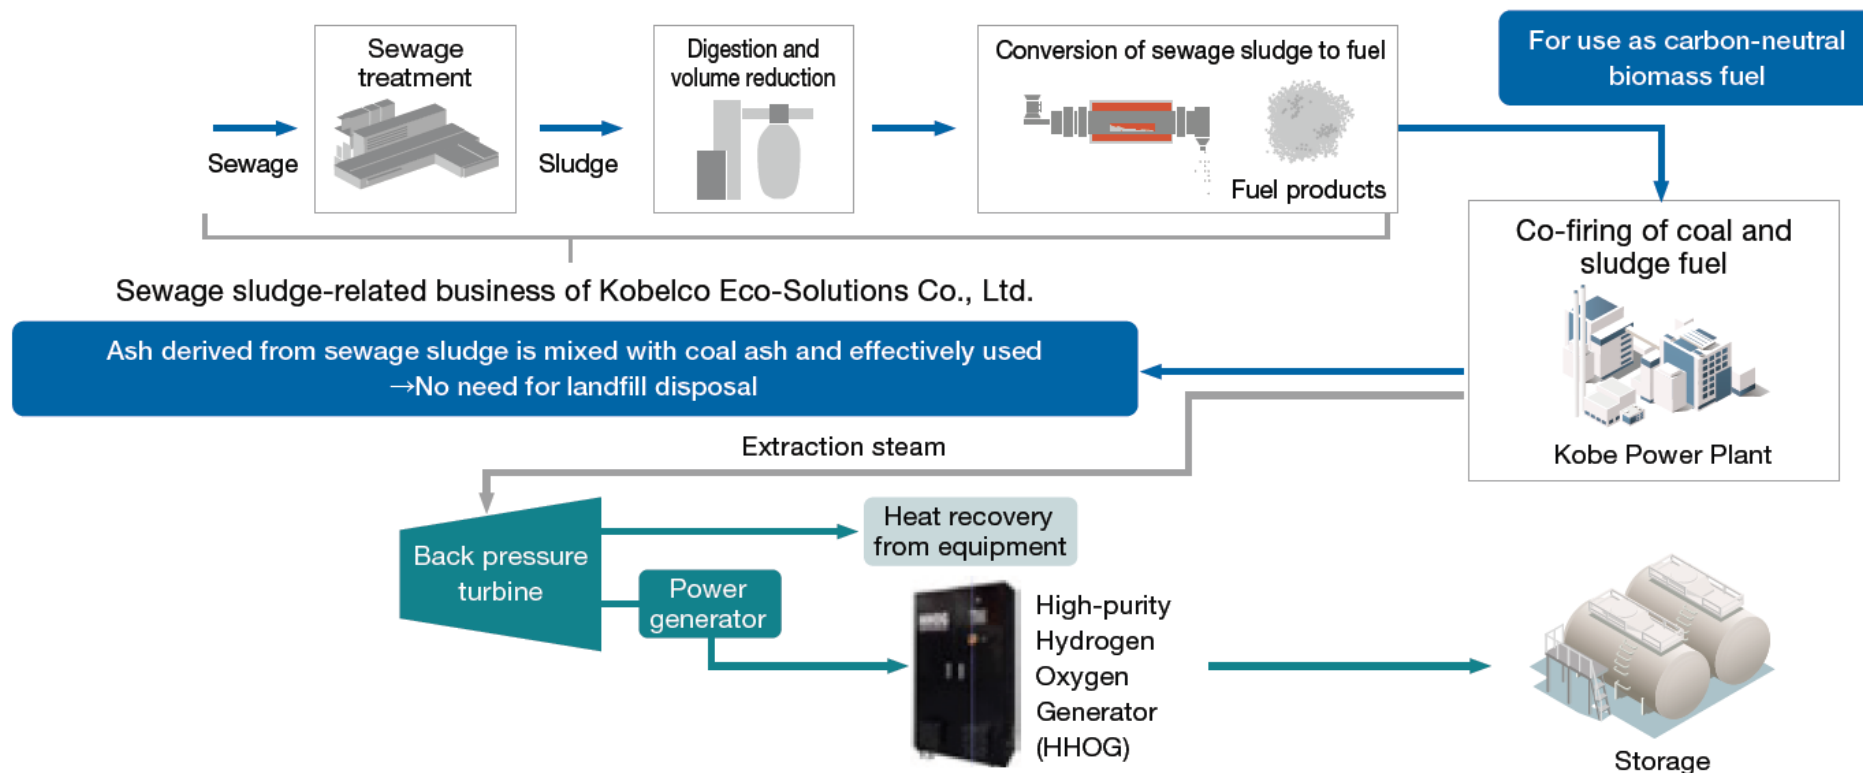 Sewage
treatment
Digestion and
volume reduction
Conversion of sewage sludge to fuel
For use as carbon-neutral
biomass fuel
Sewage
Sludge
Fuel products
Co-firing of coal and
sludge fuel
Kobe Power Plant
Sewage sludge-related business of Kobelco Eco-Solutions Co., Ltd.
Ash derived from sewage sludge is mixed with coal ash and effectively used
→No need for landfill disposal
Extraction steam
Back pressure
turbine
Heat recovery
from equipment
Power
generator
HHOG
High-purity
Hydrogen
Oxygen
Generator
(HHOG)
Storage